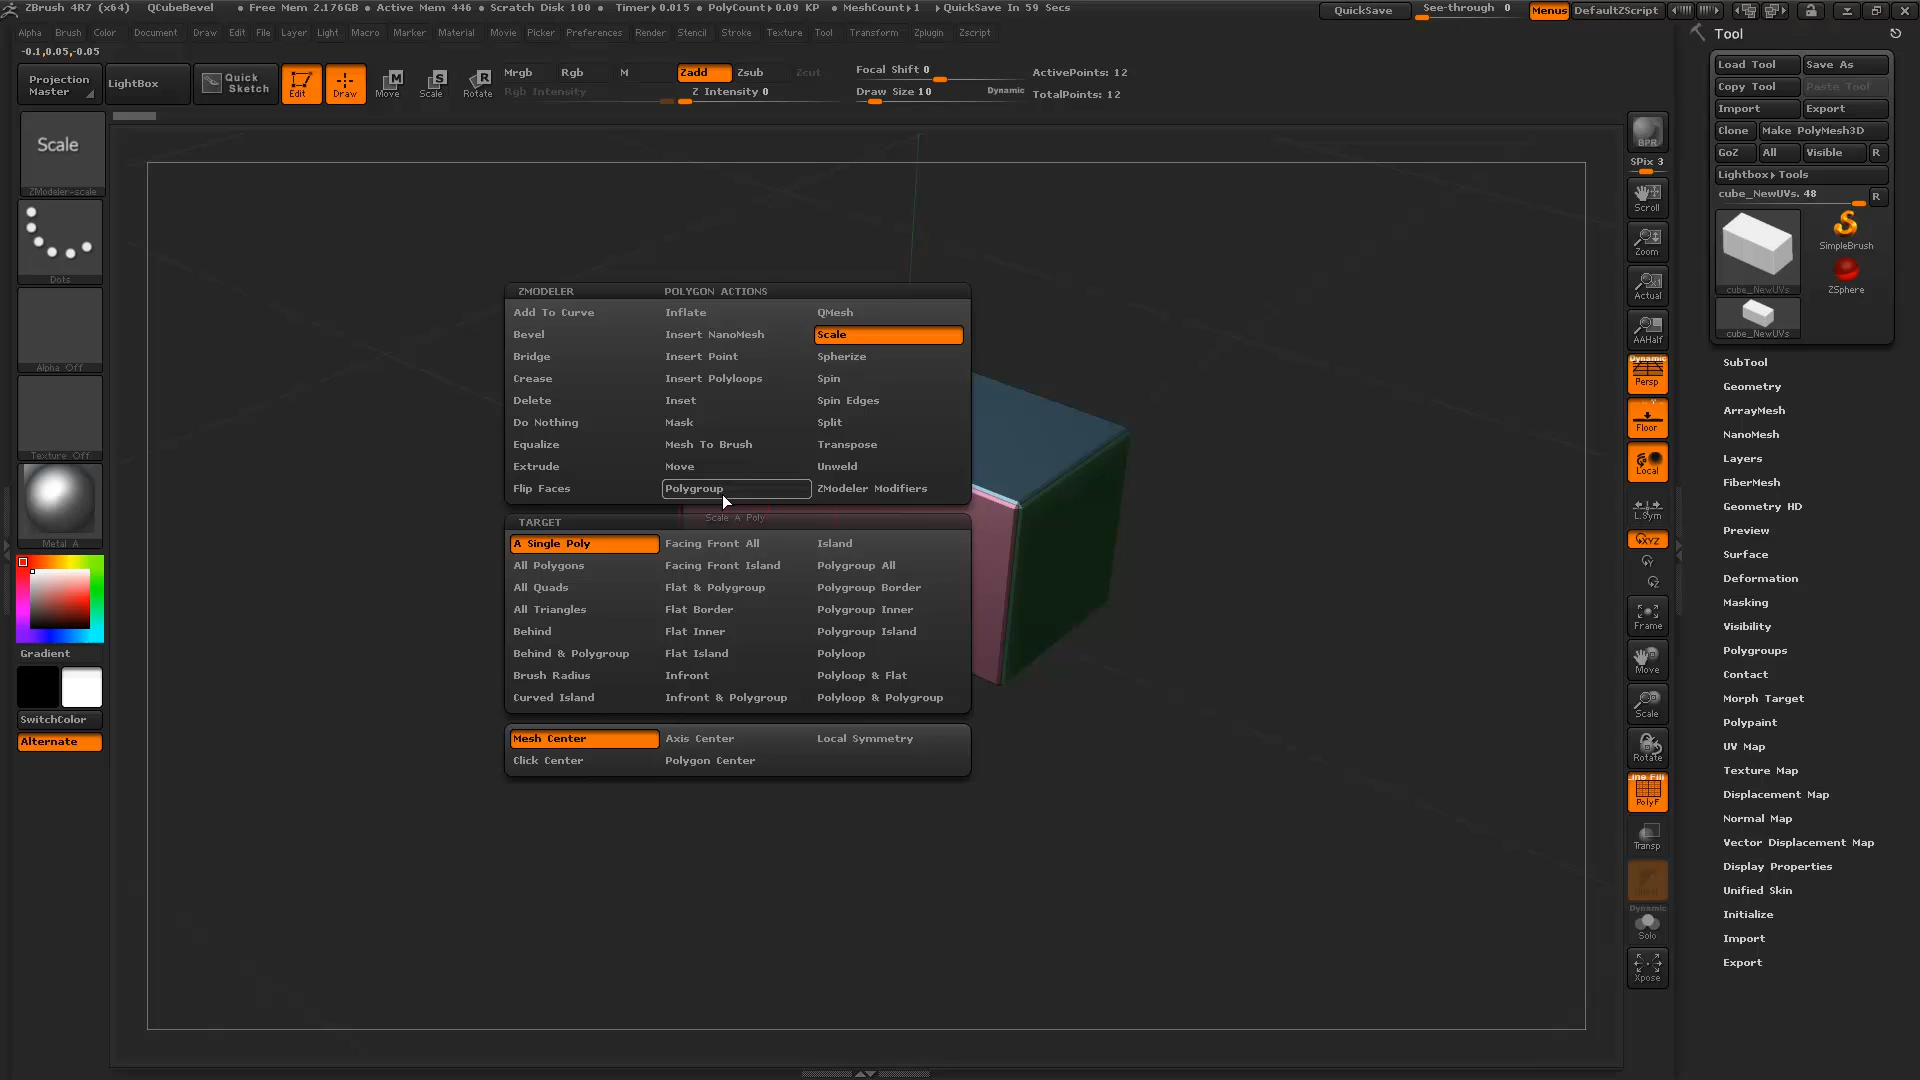 ZBrush 4R7 (x64) QCubeBevel • Free Mem 2.176GB • Active Mem 446 • Scratch Disk 100 • Timer▸0.015 • PolyCount▸0.09 KP • MeshCount▸1 ▸QuickSave In 59 Secs QuickSave See-through 0 Menus DefaultZScript
Alpha Brush Color Document Draw Edit File Layer Light Macro Marker Material Movie Picker Preferences Render Stencil Stroke Texture Tool Transform Zplugin Zscript
-0.1,0.05,-0.05
Projection Master
LightBox
Quick Sketch
Edit
Draw
Move
Scale
Rotate
Mrgb Rgb M
Rgb Intensity
Zadd Zsub Zcut
Z Intensity 0
Focal Shift 0
Draw Size 10 Dynamic
ActivePoints: 12
TotalPoints: 12
Scale
ZModeler-scale
Dots
Alpha Off
Texture Off
Metal A
Gradient
SwitchColor
Alternate
ZMODELER POLYGON ACTIONS
Add To Curve Inflate QMesh
Bevel Insert NanoMesh Scale
Bridge Insert Point Spherize
Crease Insert Polyloops Spin
Delete Inset Spin Edges
Do Nothing Mask Split
Equalize Mesh To Brush Transpose
Extrude Move Unweld
Flip Faces Polygroup ZModeler Modifiers
Scale A Poly
TARGET
A Single Poly Facing Front All Island
All Polygons Facing Front Island Polygroup All
All Quads Flat & Polygroup Polygroup Border
All Triangles Flat Border Polygroup Inner
Behind Flat Inner Polygroup Island
Behind & Polygroup Flat Island Polyloop
Brush Radius Infront Polyloop & Flat
Curved Island Infront & Polygroup Polyloop & Polygroup
Mesh Center Axis Center Local Symmetry
Click Center Polygon Center
BPR
SPix 3
Scroll
Zoom
Actual
AAHalf
Dynamic
Persp
Floor
Local
L.Sym
XYZ
Y
Z
Frame
Move
Scale
Rotate
PolyF
Transp
Dynamic
Solo
Xpose
Tool
Load Tool Save As
Copy Tool Paste Tool
Import Export
Clone Make PolyMesh3D
GoZ All Visible R
Lightbox▸Tools
cube_NewUVs. 48 R
cube_NewUVs
SimpleBrush
ZSphere
cube_NewUVs
SubTool
Geometry
ArrayMesh
NanoMesh
Layers
FiberMesh
Geometry HD
Preview
Surface
Deformation
Masking
Visibility
Polygroups
Contact
Morph Target
Polypaint
UV Map
Texture Map
Displacement Map
Normal Map
Vector Displacement Map
Display Properties
Unified Skin
Initialize
Import
Export